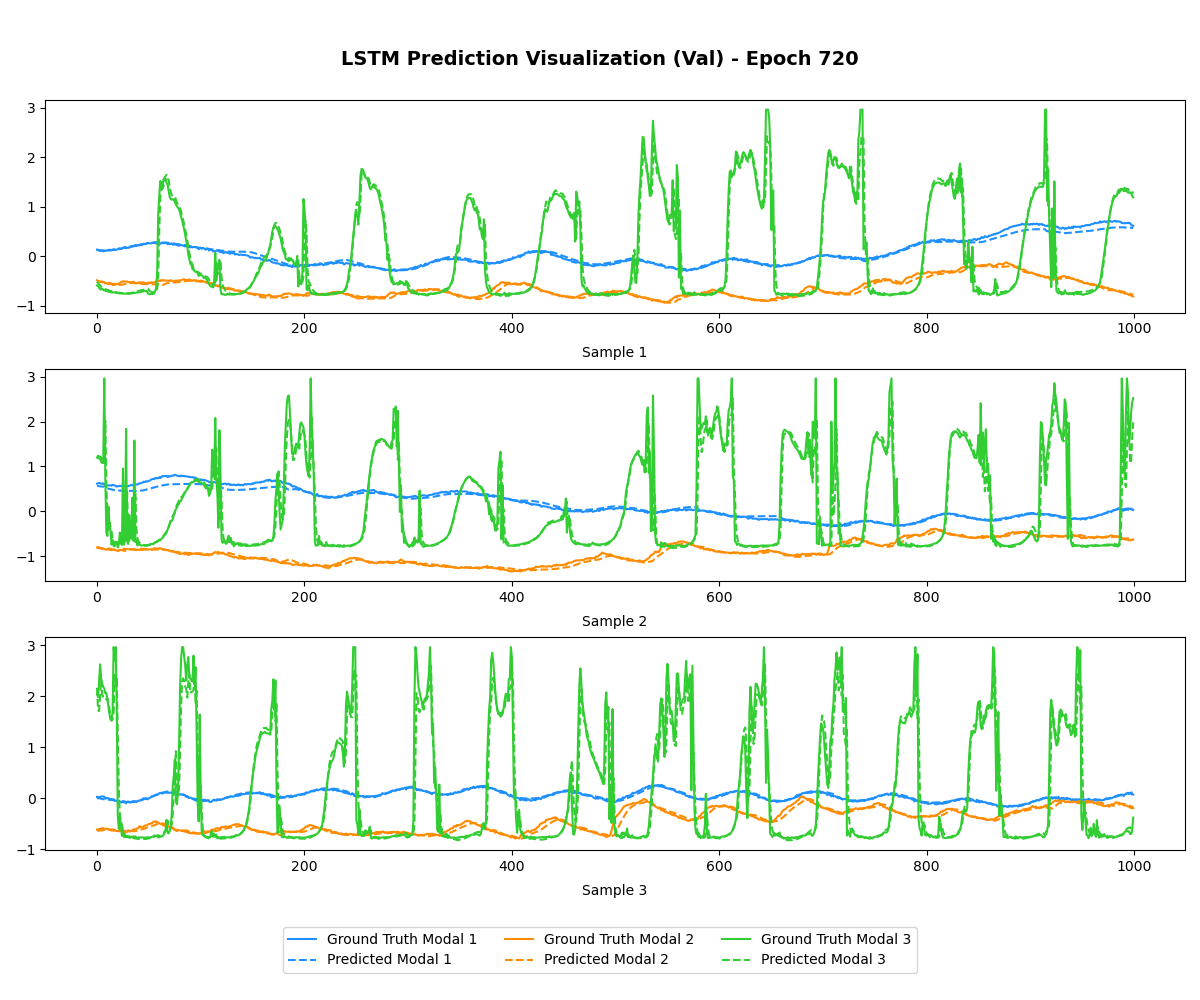 LSTM Prediction Visualization (Val) - Epoch 720
3
2
1
0
−1
0 200 400 600 800 1000
Sample 1
3
2
1
0
−1
0 200 400 600 800 1000
Sample 2
3
2
1
0
−1
0 200 400 600 800 1000
Sample 3
Ground Truth Modal 1 Ground Truth Modal 2 Ground Truth Modal 3
Predicted Modal 1 Predicted Modal 2 Predicted Modal 3